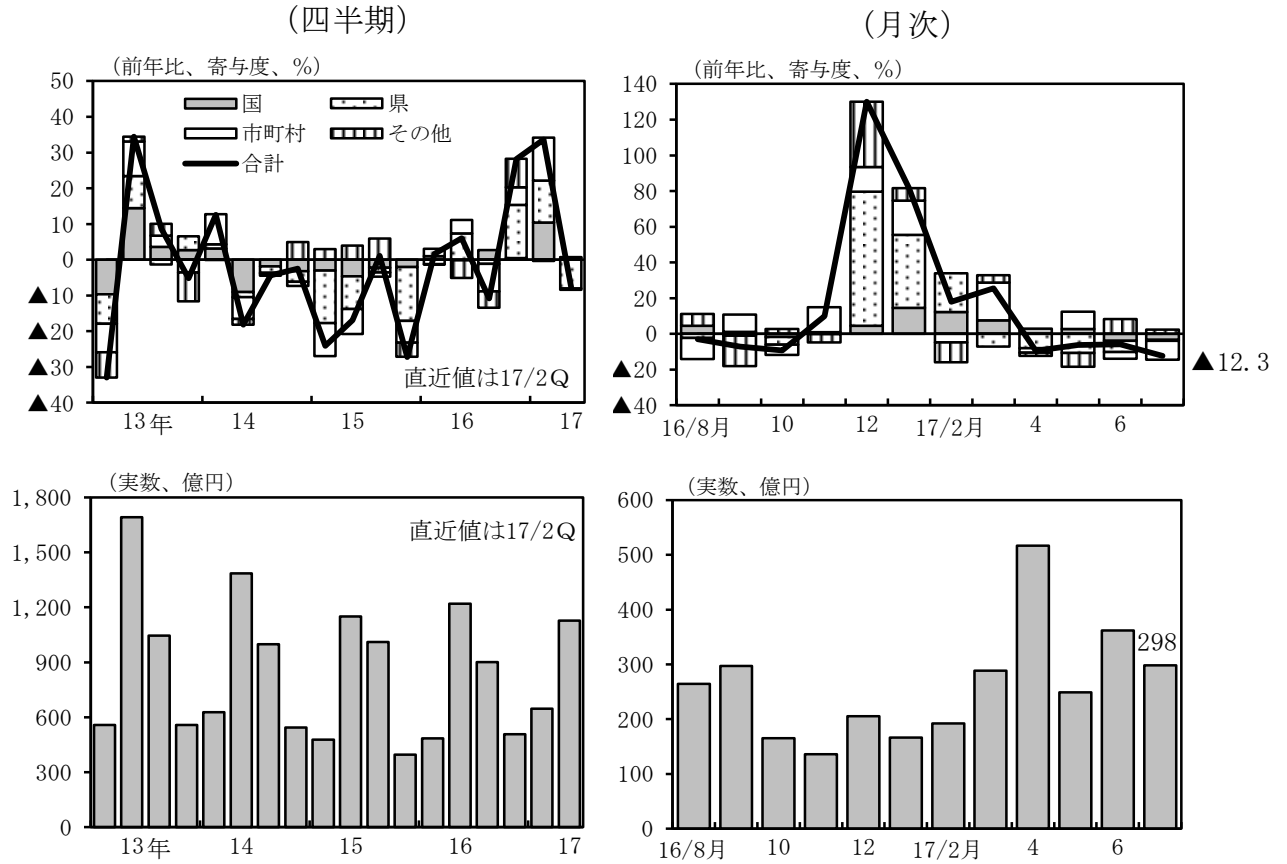 (四半期)
(前年比、寄与度、%)
50
40
30
20
10
0
▲ 10
▲ 20
▲ 30
▲ 40
国
県
市町村
その他
合計
直近値は17/2Q
13年
14
15
16
17
(月次)
(前年比、寄与度、%)
140
120
100
80
60
40
20
0
▲ 20
▲ 40
▲12.3
16/8月
10
12
17/2月
4
6
(実数、億円)
1,800
1,500
1,200
900
600
300
0
直近値は17/2Q
13年
14
15
16
17
(実数、億円)
600
500
400
300
200
100
0
298
16/8月
10
12
17/2月
4
6